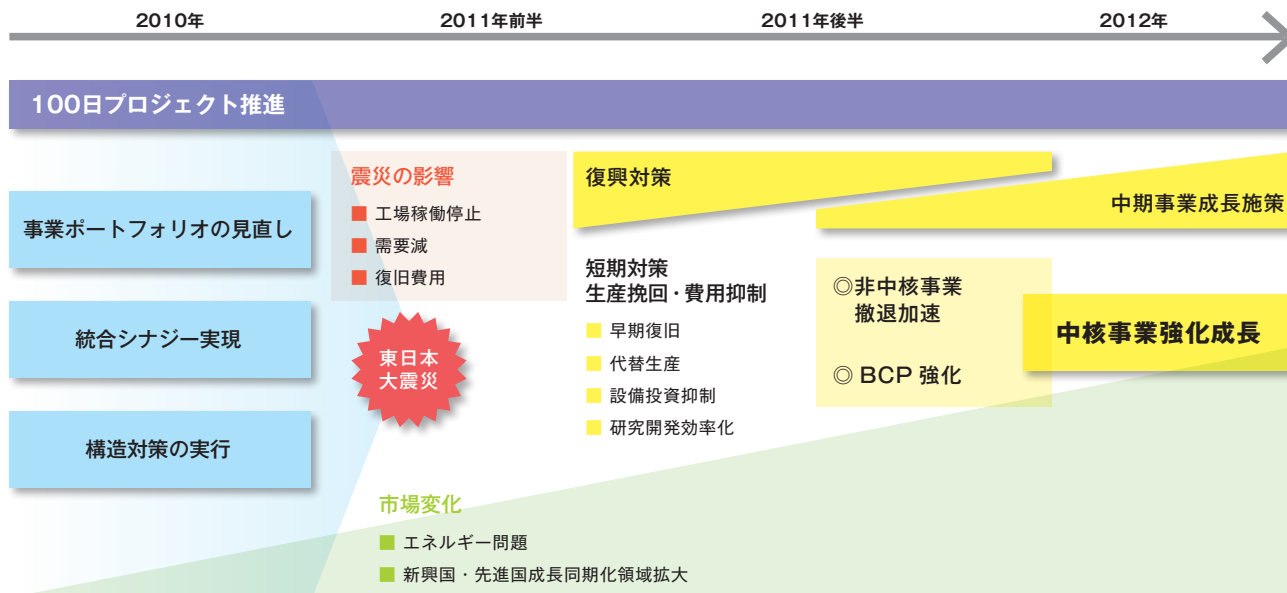 2010年
2011年前半
2011年後半
2012年
100日プロジェクト推進
事業ポートフォリオの見直し
統合シナジー実現
構造対策の実行
震災の影響
■ 工場稼働停止
■ 需要減
■ 復旧費用
東日本
大震災
復興対策
短期対策
生産挽回・費用抑制
■ 早期復旧
■ 代替生産
■ 設備投資抑制
■ 研究開発効率化
中期事業成長施策
◎非中核事業
撤退加速
◎ BCP 強化
中核事業強化成長
市場変化
■ エネルギー問題
■ 新興国・先進国成長同期化領域拡大